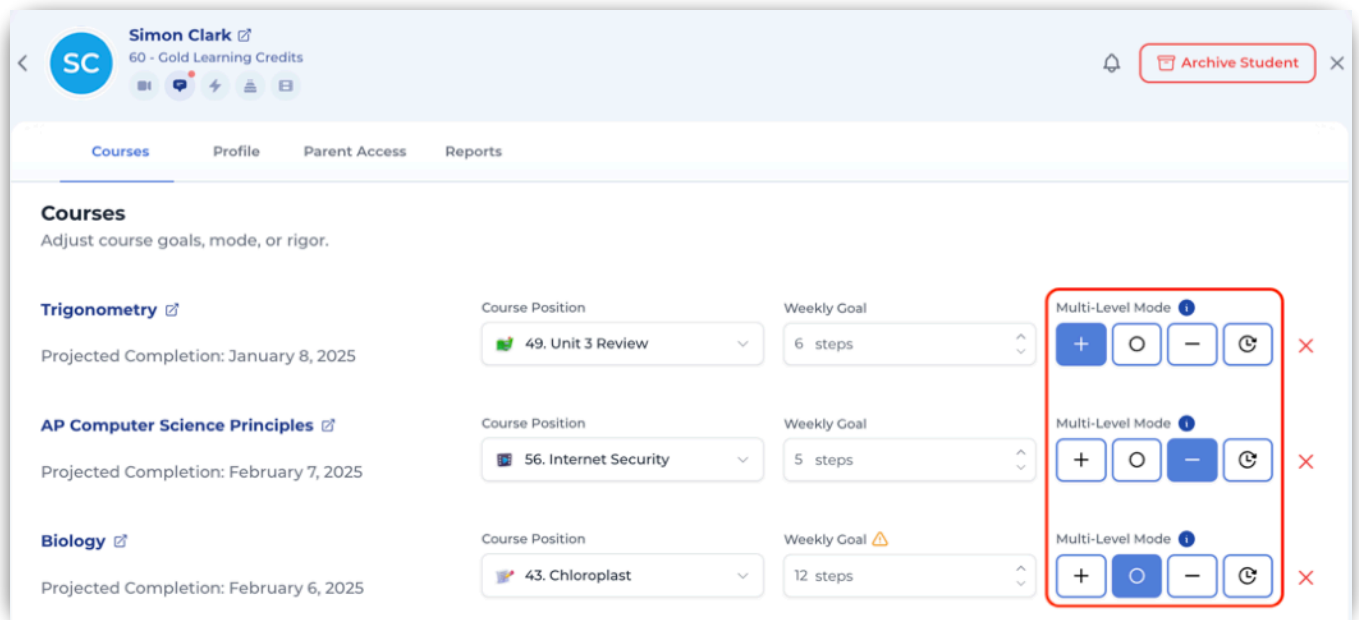 Simon Clark
SC
60 - Gold Learning Credits
Archive Student
Courses Profile Parent Access Reports
Courses
Adjust course goals, mode, or rigor.
Trigonometry
Projected Completion: January 8, 2025
Course Position
49. Unit 3 Review
Weekly Goal
6 steps
Multi-Level Mode
AP Computer Science Principles
Projected Completion: February 7, 2025
Course Position
56. Internet Security
Weekly Goal
5 steps
Multi-Level Mode
Biology
Projected Completion: February 6, 2025
Course Position
43. Chloroplast
Weekly Goal
12 steps
Multi-Level Mode